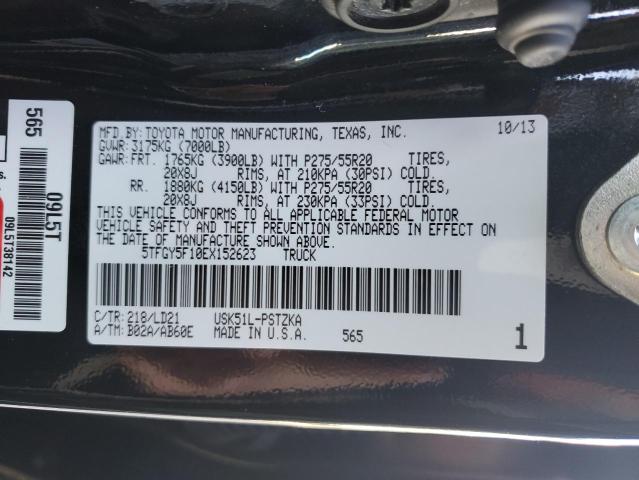 MFD.BY: TOYOTA MOTOR MANUFACTURING, TEXAS, INC. 10/13
GVWR: 3175KG (7000LB)
GAWR: FRT. 1765KG (3900LB) WITH P275/55R20 TIRES,
20X8J RIMS, AT 210KPA (30PSI) COLD.
RR. 1880KG (4150LB) WITH P275/55R20 TIRES,
20X8J RIMS, AT 230KPA (33PSI) COLD.
THIS VEHICLE CONFORMS TO ALL APPLICABLE FEDERAL MOTOR
VEHICLE SAFETY AND THEFT PREVENTION STANDARDS IN EFFECT ON
THE DATE OF MANUFACTURE SHOWN ABOVE.
5TFGY5F10EX152623 TRUCK
C/TR: 218/LD21 USK51L-PSTZKA
A/TM: B02A/AB60E MADE IN U.S.A. 565 1
565
09L5T
09L5T38142